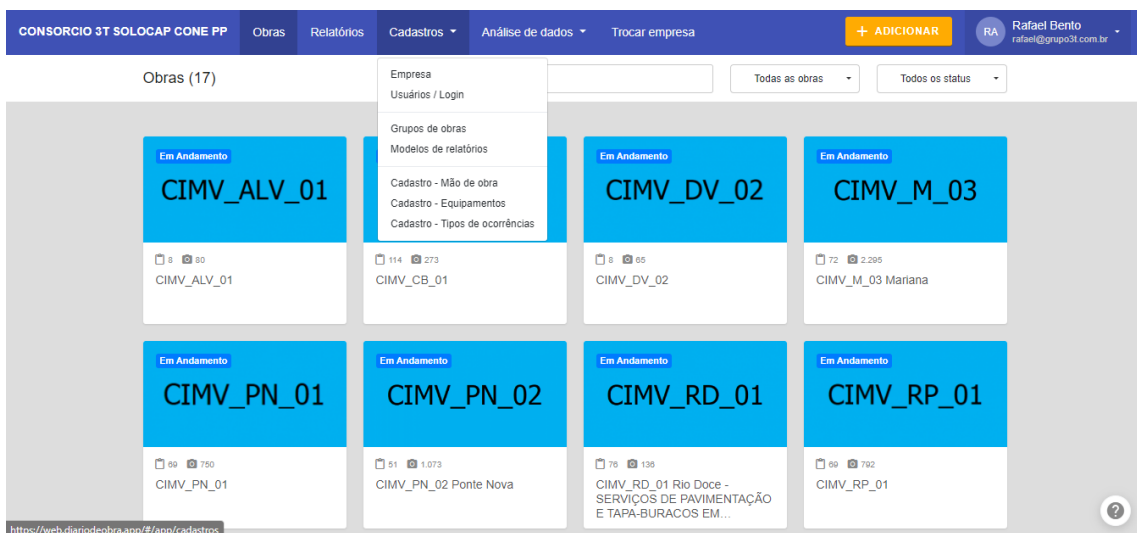 CONSORCIO 3T SOLOCAP CONE PP Obras Relatórios Cadastros Análise de dados Trocar empresa + ADICIONAR RA Rafael Bento
rafael@grupo3t.com.br
Obras (17) Todas as obras Todos os status
Empresa
Usuários / Login
Grupos de obras
Modelos de relatórios
Cadastro - Mão de obra
Cadastro - Equipamentos
Cadastro - Tipos de ocorrências
Em Andamento
CIMV_ALV_01
8 80
CIMV_ALV_01
114 273
CIMV_CB_01
Em Andamento
CIMV_DV_02
8 65
CIMV_DV_02
Em Andamento
CIMV_M_03
72 2.295
CIMV_M_03 Mariana
Em Andamento
CIMV_PN_01
69 750
CIMV_PN_01
Em Andamento
CIMV_PN_02
51 1.073
CIMV_PN_02 Ponte Nova
Em Andamento
CIMV_RD_01
76 136
CIMV_RD_01 Rio Doce -
SERVIÇOS DE PAVIMENTAÇÃO
E TAPA-BURACOS EM...
Em Andamento
CIMV_RP_01
69 792
CIMV_RP_01
https://web.diariodeobra.app/#/app/cadastros
?